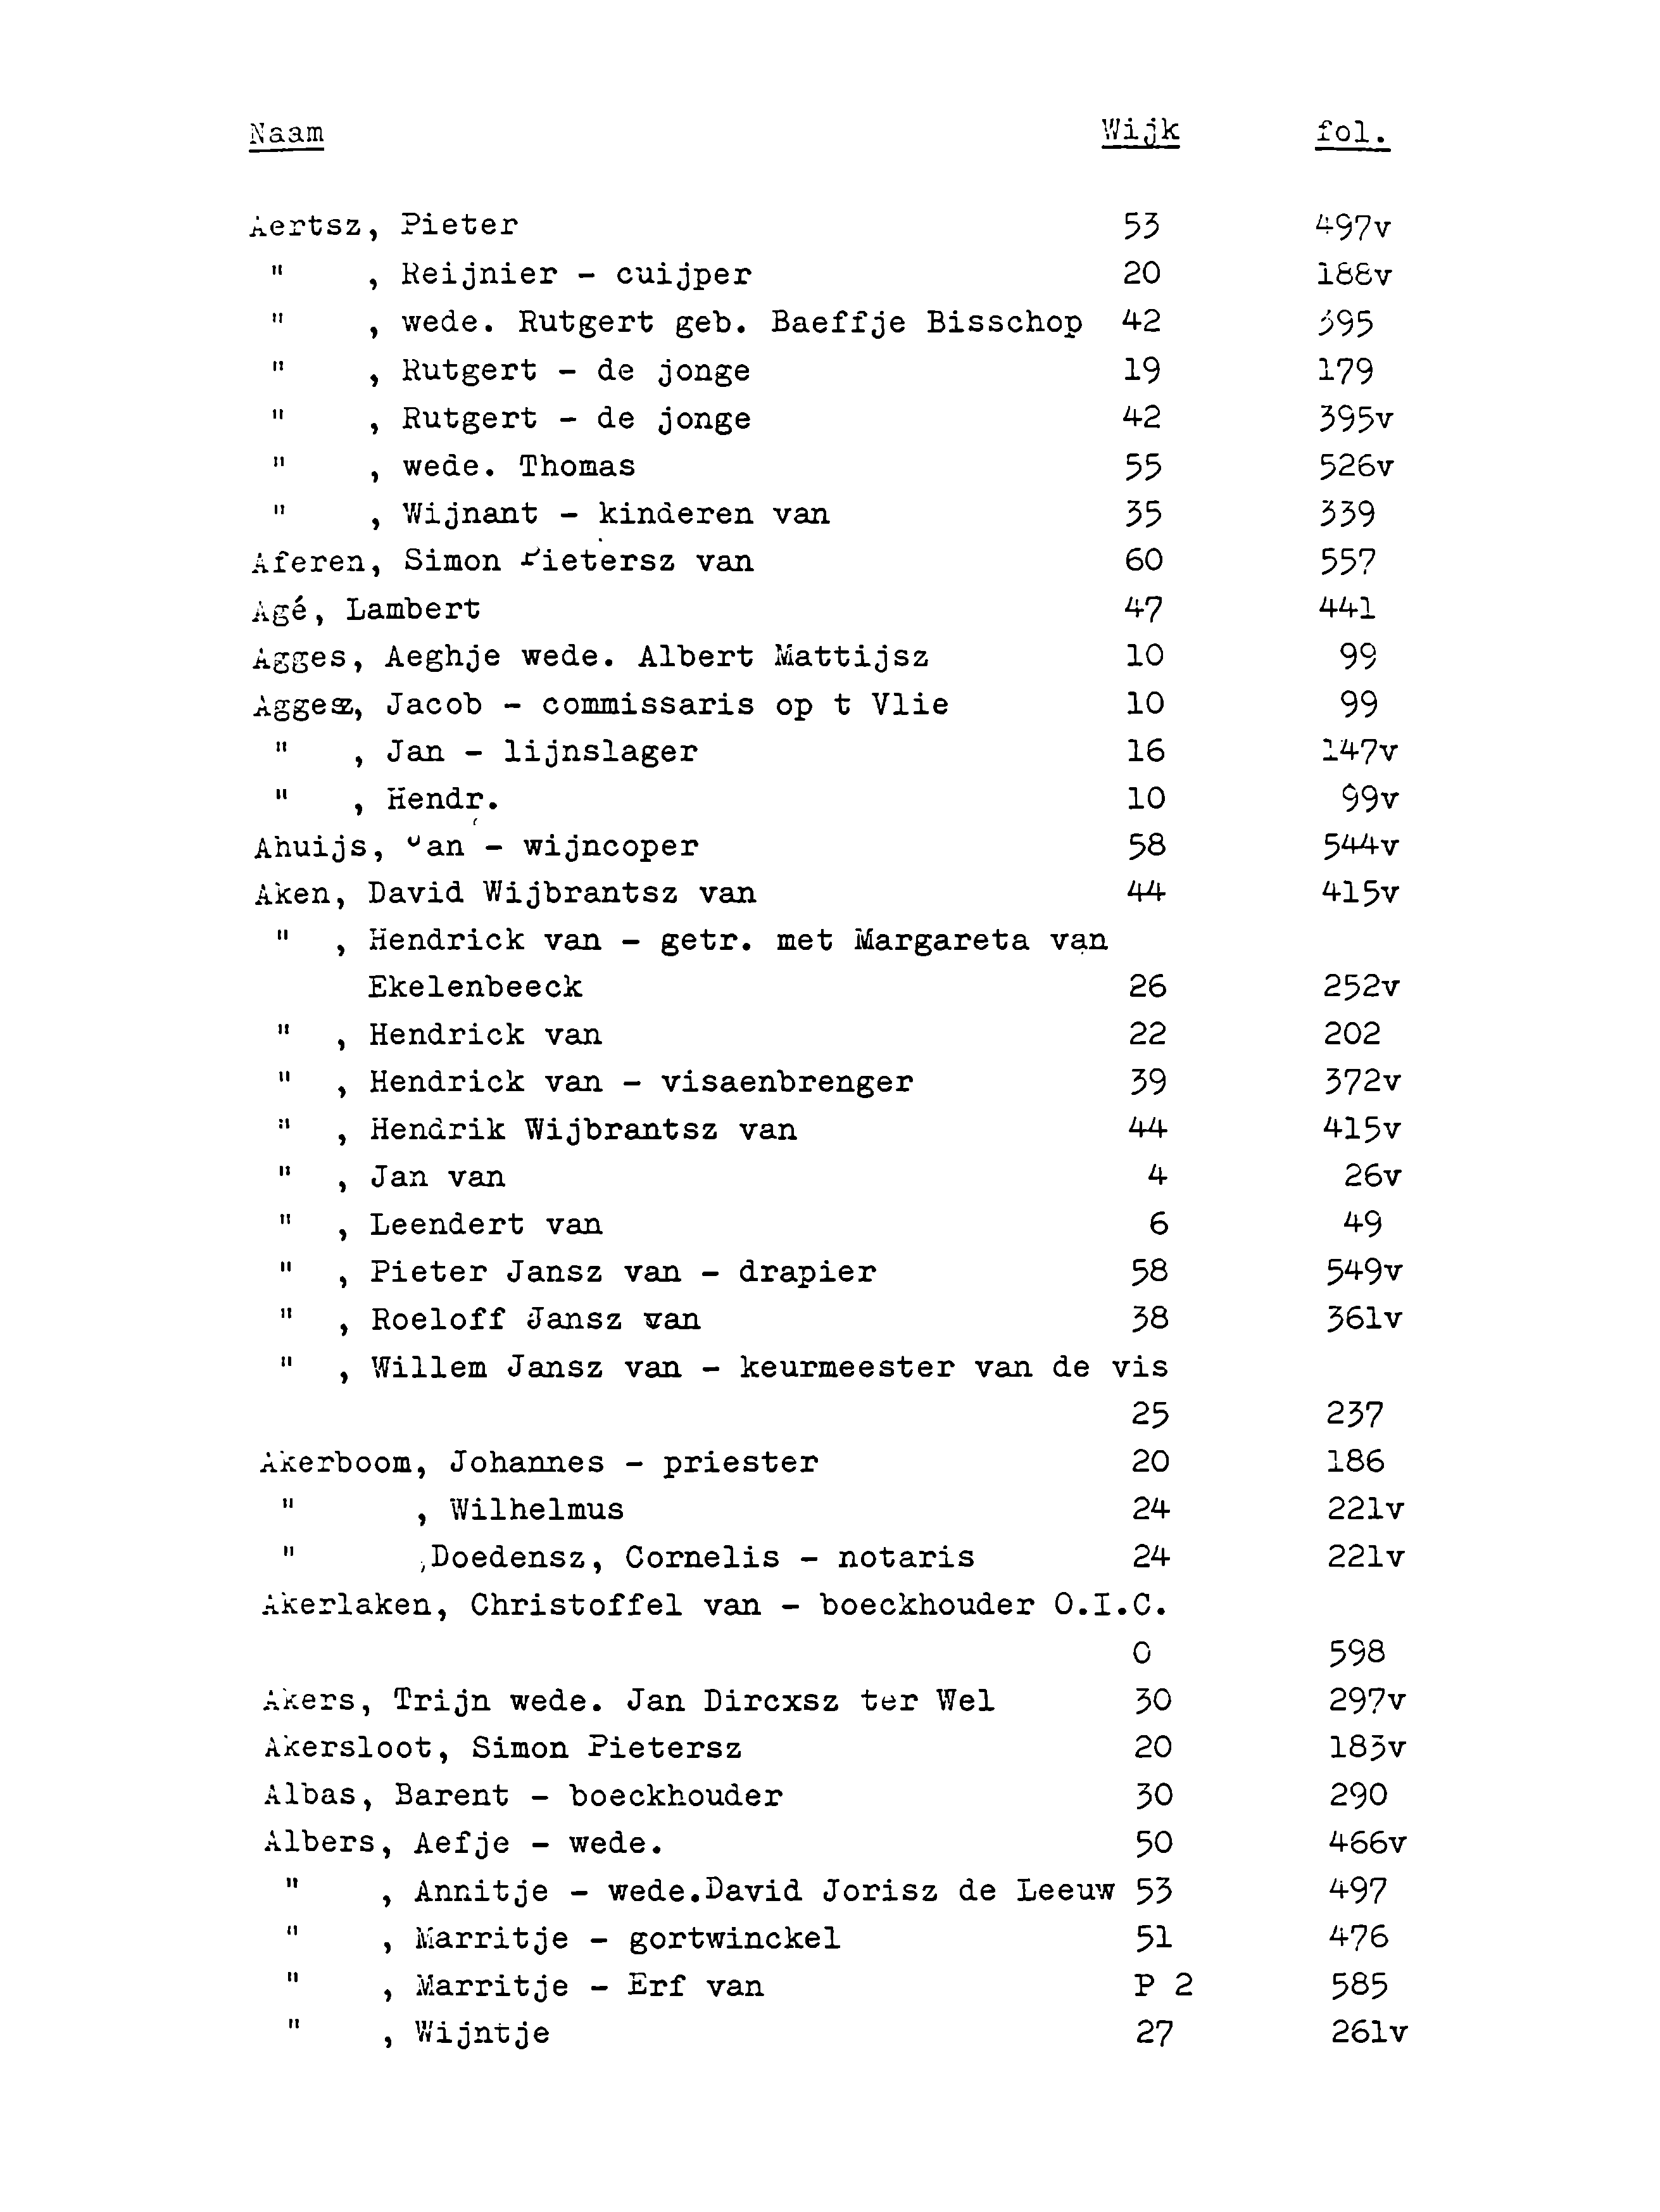 Naam Wijk fol.
Aertsz, Pieter 53 497v
" , Reijnier - cuijper 20 188v
" , wede. Rutgert geb. Baeffje Bisschop 42 395
" , Rutgert - de jonge 19 179
" , Rutgert - de jonge 42 395v
" , wede. Thomas 55 526v
" , Wijnant - kinderen van 35 339
Aferen, Simon Pietersz van 60 557
Agé, Lambert 47 441
Agges, Aeghje wede. Albert Mattijsz 10 99
Aggesz, Jacob - commissaris op t Vlie 10 99
" , Jan - lijnslager 16 147v
" , Hendr. 10 99v
Ahuijs, Jan - wijncoper 58 544v
Aken, David Wijbrantsz van 44 415v
" , Hendrick van - getr. met Margareta van
Ekelenbeeck 26 252v
" , Hendrick van 22 202
" , Hendrick van - visaenbrenger 39 372v
" , Hendrik Wijbrantsz van 44 415v
" , Jan van 4 26v
" , Leendert van 6 49
" , Pieter Jansz van - drapier 58 549v
" , Roeloff Jansz van 38 361v
" , Willem Jansz van - keurmeester van de vis
25 237
Akerboom, Johannes - priester 20 186
" , Wilhelmus 24 221v
" ,Doedensz, Cornelis - notaris 24 221v
Akerlaken, Christoffel van - boeckhouder O.I.C.
0 598
Akers, Trijn wede. Jan Dircxsz ter Wel 30 297v
Akersloot, Simon Pietersz 20 183v
Albas, Barent - boeckhouder 30 290
Albers, Aefje - wede. 50 466v
" , Annitje - wede.David Jorisz de Leeuw 53 497
" , Marritje - gortwinckel 51 476
" , Marritje - Erf van P 2 585
" , Wijntje 27 261v